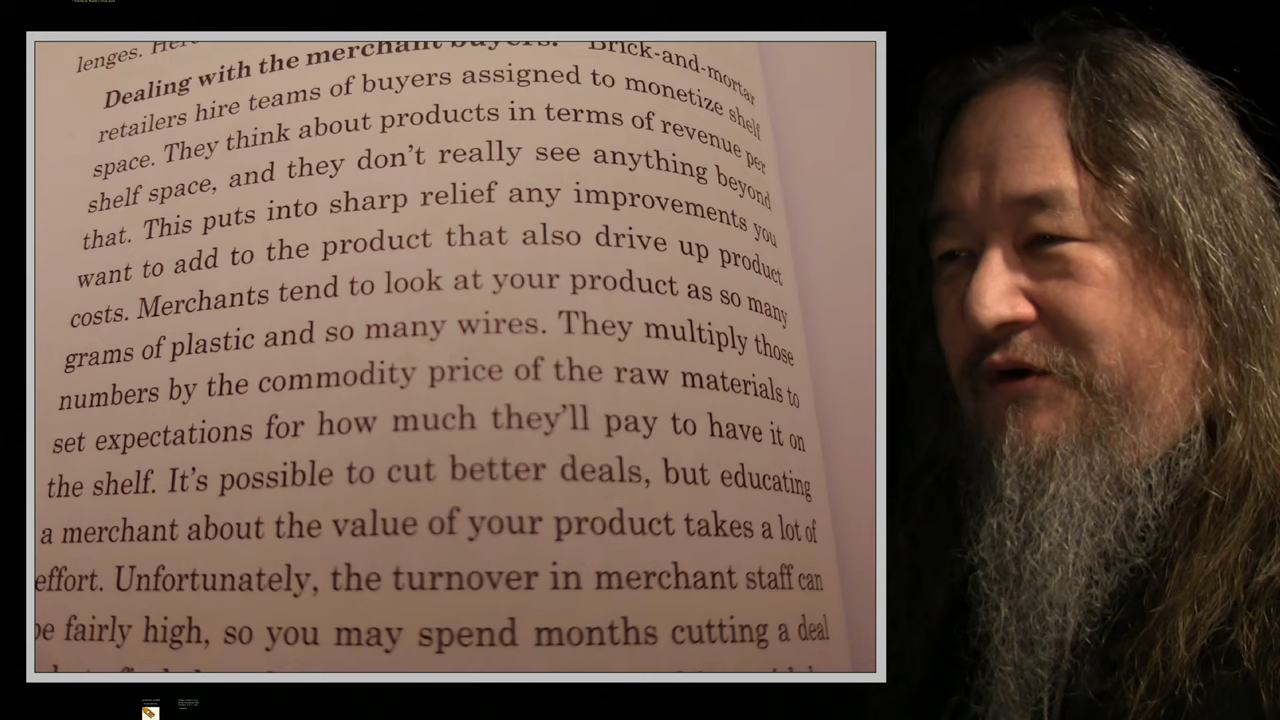 lenges. Here
Dealing with the merchant buyers. Brick-and-mortar
retailers hire teams of buyers assigned to monetize shelf
space. They think about products in terms of revenue per
shelf space, and they don't really see anything beyond
that. This puts into sharp relief any improvements you
want to add to the product that also drive up product
costs. Merchants tend to look at your product as so many
grams of plastic and so many wires. They multiply those
numbers by the commodity price of the raw materials to
set expectations for how much they'll pay to have it on
the shelf. It's possible to cut better deals, but educating
a merchant about the value of your product takes a lot of
effort. Unfortunately, the turnover in merchant staff can
be fairly high, so you may spend months cutting a deal